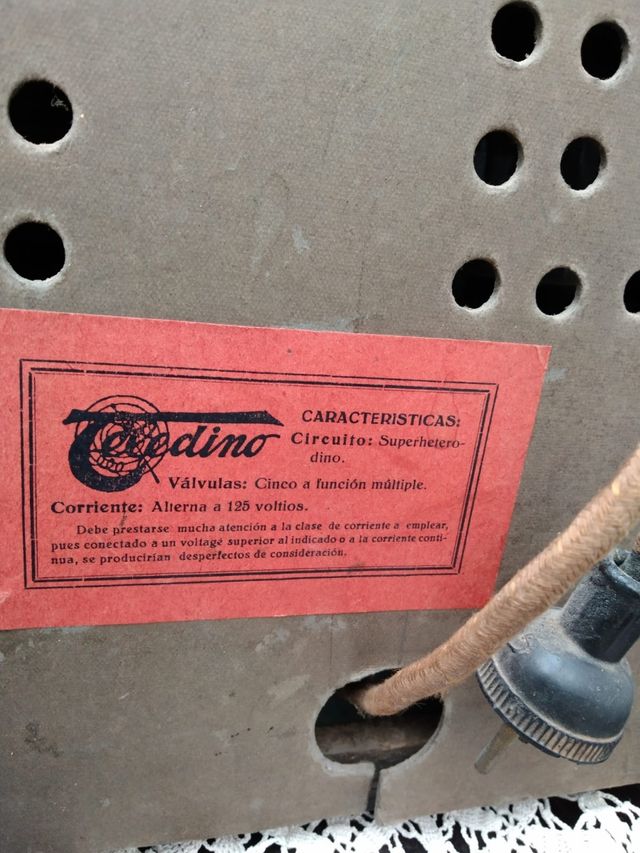 CARACTERISTICAS:
Circuito: Superhetero-
dino.
Válvulas: Cinco a función múltiple.
Corriente: Alterna a 125 voltios.
Debe prestarse mucha atención a la clase de corriente a emplear,
pues conectado a un voltage superior al indicado o a la corriente conti-
nua, se producirían desperfectos de consideración.